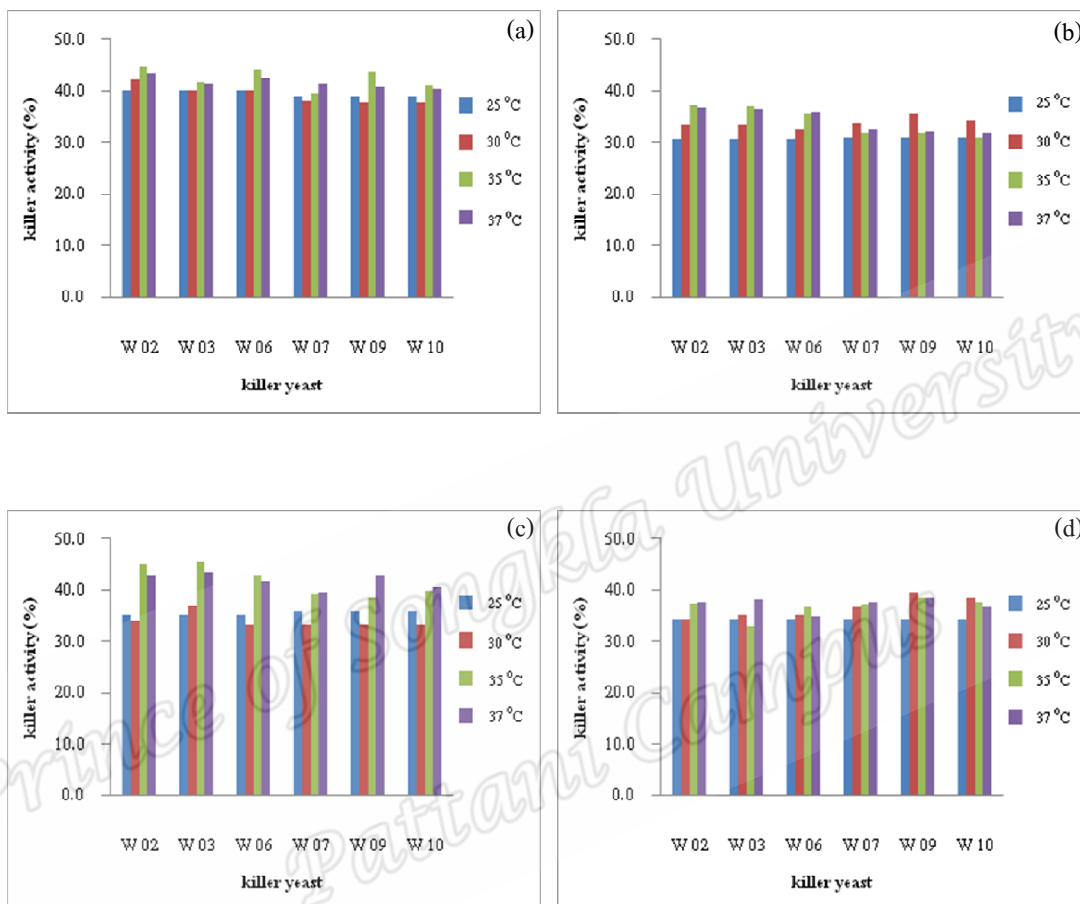 (a)
50.0
40.0
30.0
20.0
10.0
0.0
killer activity (%)
W 02 W 03 W 06 W 07 W 09 W 10
killer yeast
25 °C
30 °C
35 °C
37 °C
(b)
50.0
40.0
30.0
20.0
10.0
0.0
killer activity (%)
W 02 W 03 W 06 W 07 W 09 W 10
killer yeast
25 °C
30 °C
35 °C
37 °C
(c)
50.0
40.0
30.0
20.0
10.0
0.0
killer activity (%)
W 02 W 03 W 06 W 07 W 09 W 10
killer yeast
25 °C
30 °C
35 °C
37 °C
(d)
50.0
40.0
30.0
20.0
10.0
0.0
killer activity (%)
W 02 W 03 W 06 W 07 W 09 W 10
killer yeast
25 °C
30 °C
35 °C
37 °C
Prince of Songkla University
Pattani Campus